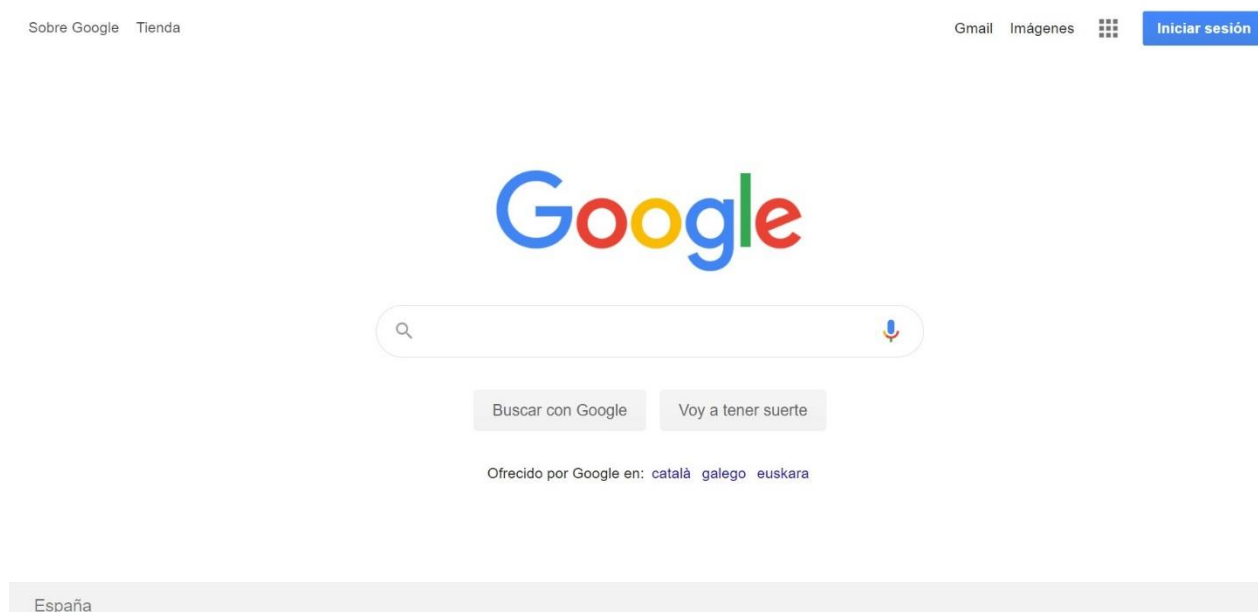 Sobre Google Tienda
Gmail Imágenes Iniciar sesión
Google
Buscar con Google Voy a tener suerte
Ofrecido por Google en: català galego euskara
España